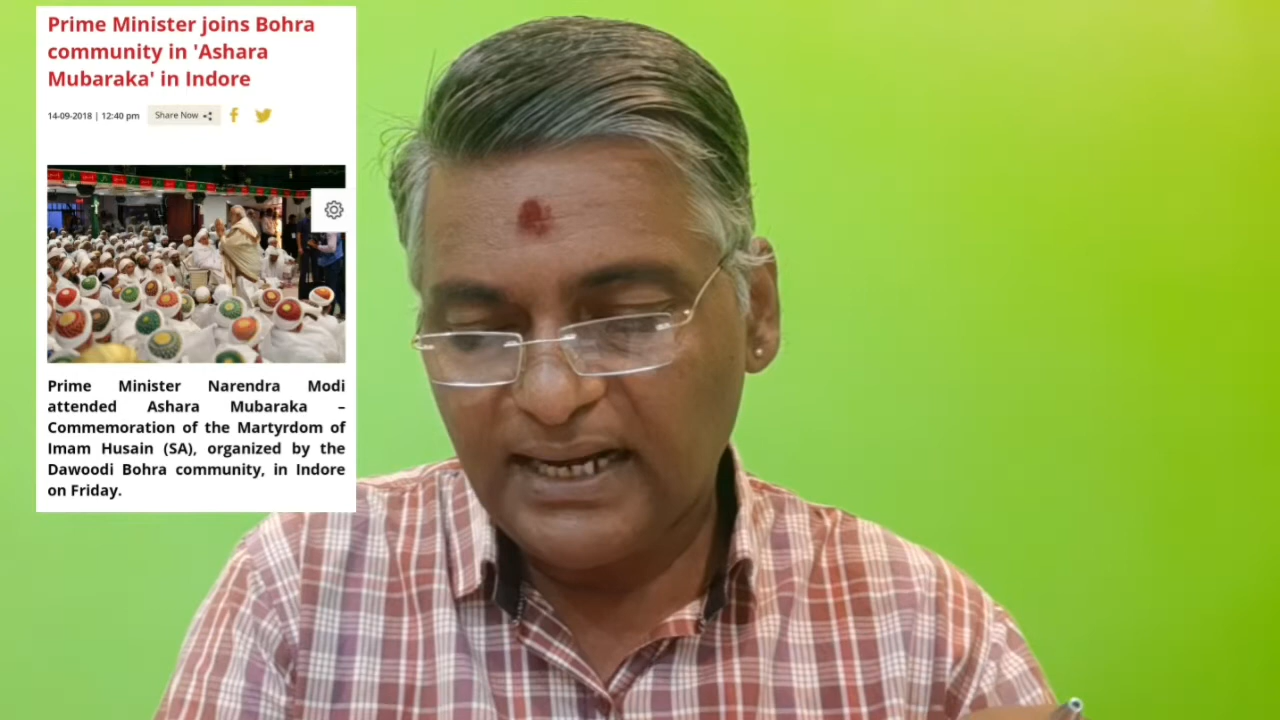 Prime Minister joins Bohra
community in 'Ashara
Mubaraka' in Indore
14-09-2018 | 12:40 pm Share Now
Prime Minister Narendra Modi
attended Ashara Mubaraka –
Commemoration of the Martyrdom of
Imam Husain (SA), organized by the
Dawoodi Bohra community, in Indore
on Friday.